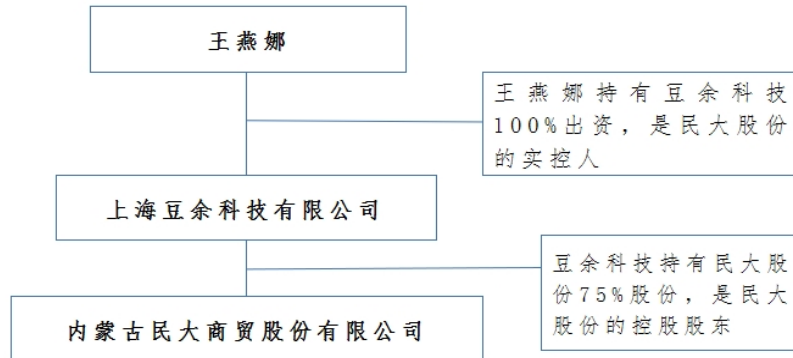 王燕娜
王燕娜持有豆余科技
100%出资，是民大股份
的实控人
上海豆余科技有限公司
豆余科技持有民大股
份75%股份，是民大
股份的控股股东
内蒙古民大商贸股份有限公司